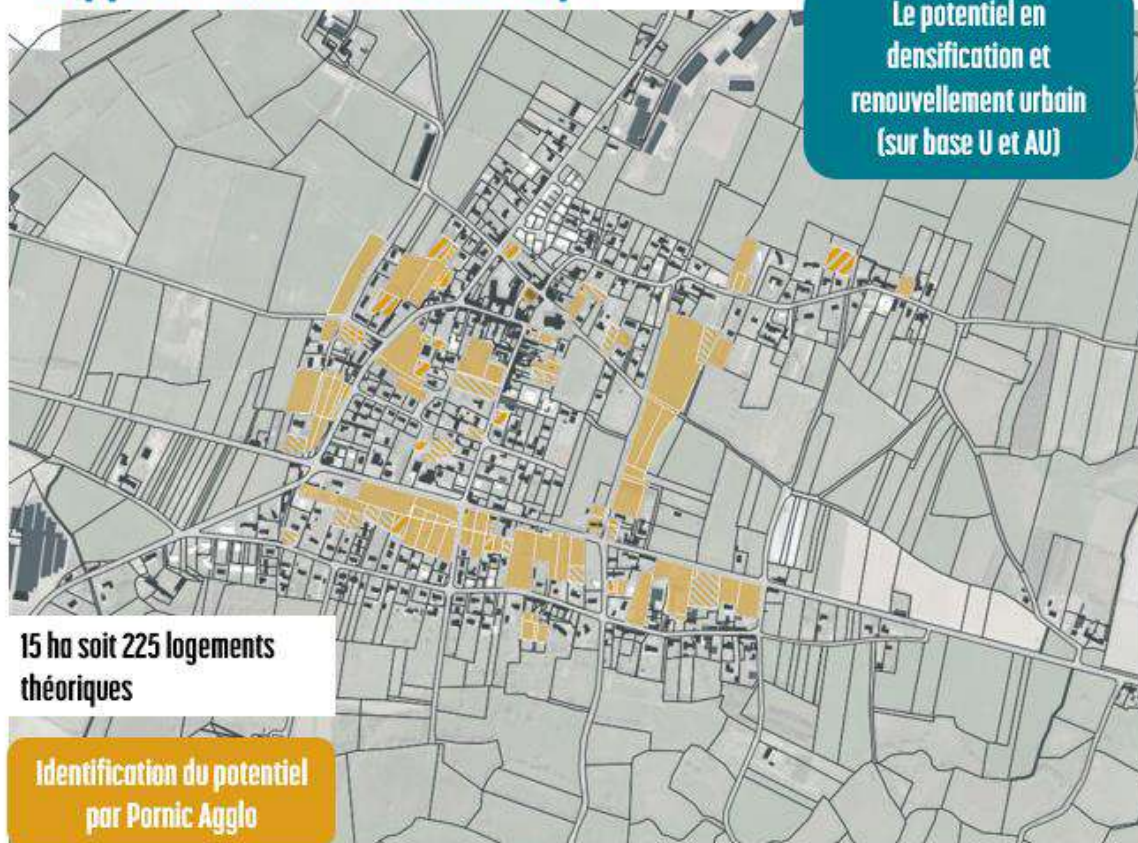 Le potentiel en
densification et
renouvellement urbain
(sur base U et AU)
15 ha soit 225 logements
théoriques
Identification du potentiel
par Pornic Agglo